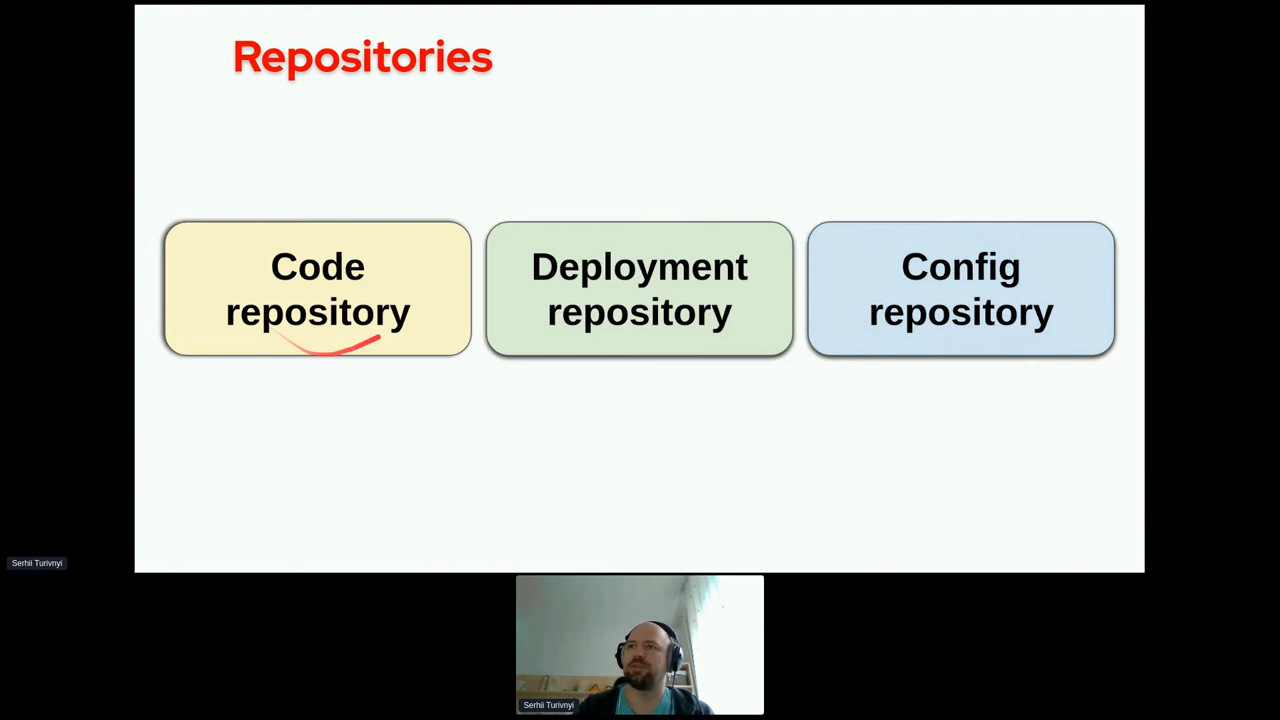 Repositories
Code
repository
Deployment
repository
Config
repository
Serhii Turivnyi
Serhii Turivnyi